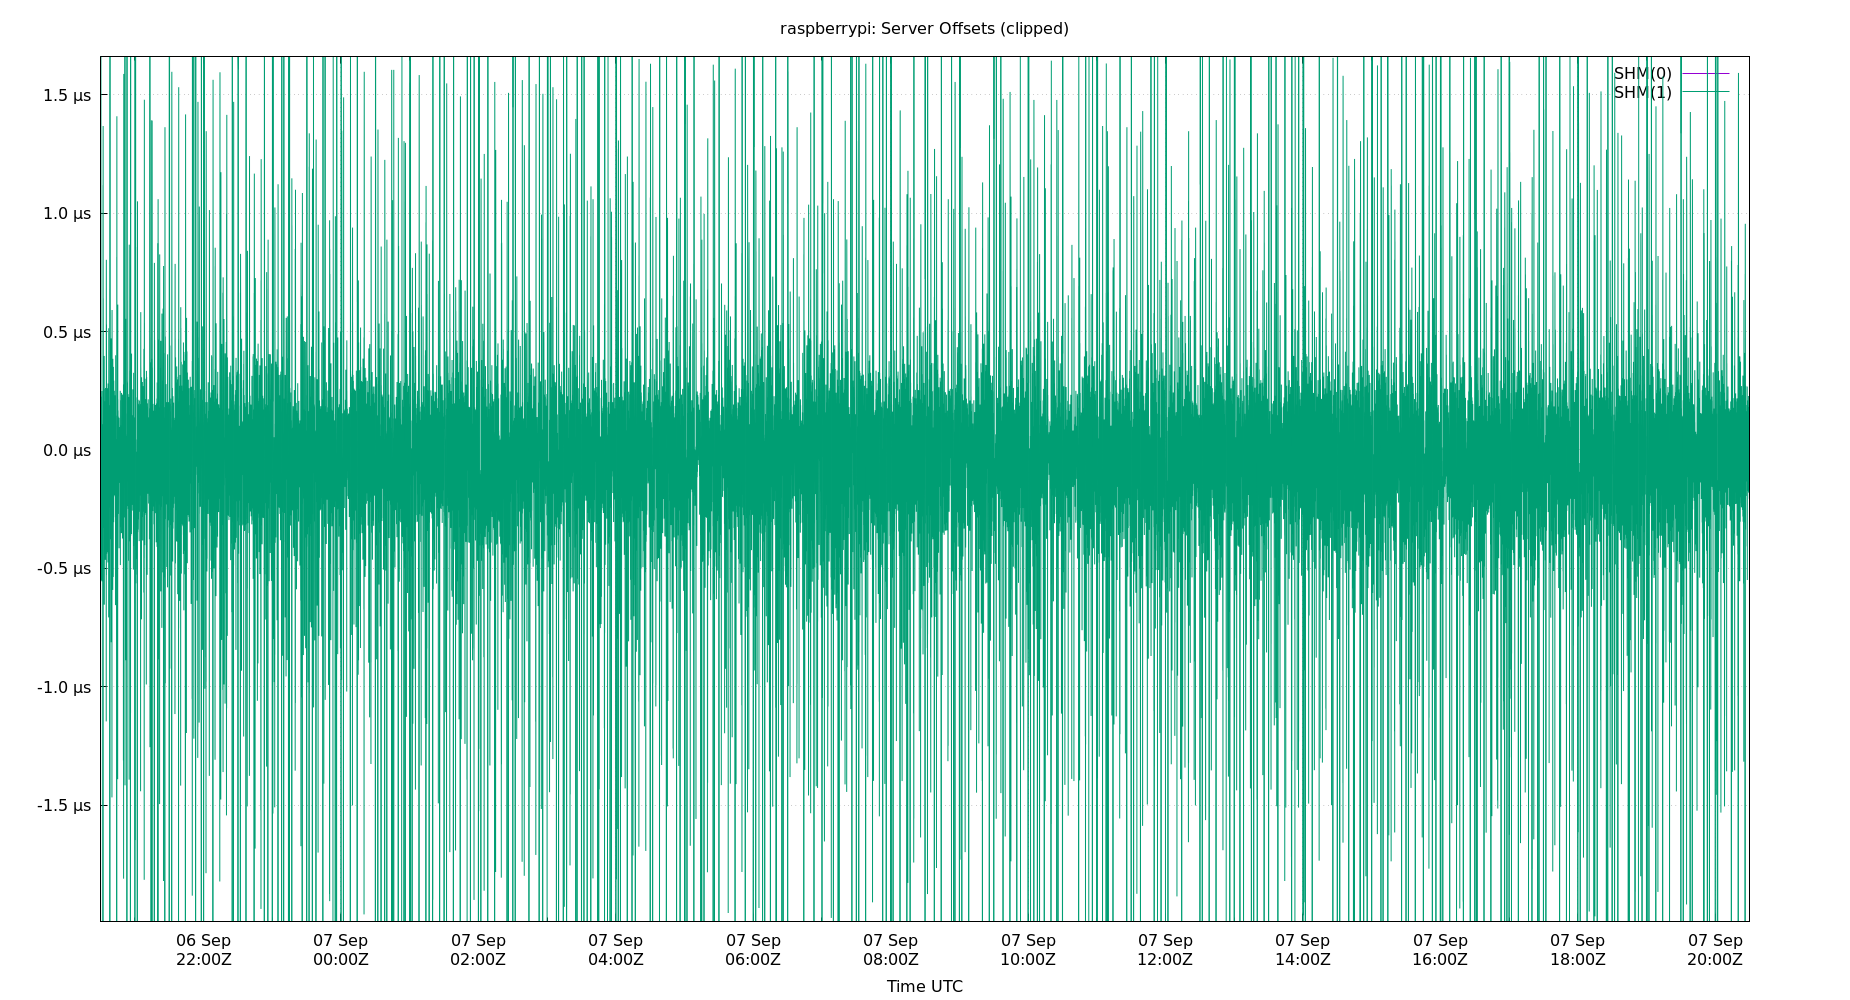 raspberrypi: Server Offsets (clipped)
SHM(0)
SHM(1)
1.5 µs
1.0 µs
0.5 µs
0.0 µs
-0.5 µs
-1.0 µs
-1.5 µs
06 Sep 07 Sep 07 Sep 07 Sep 07 Sep 07 Sep 07 Sep 07 Sep 07 Sep 07 Sep 07 Sep 07 Sep
22:00Z 00:00Z 02:00Z 04:00Z 06:00Z 08:00Z 10:00Z 12:00Z 14:00Z 16:00Z 18:00Z 20:00Z
Time UTC